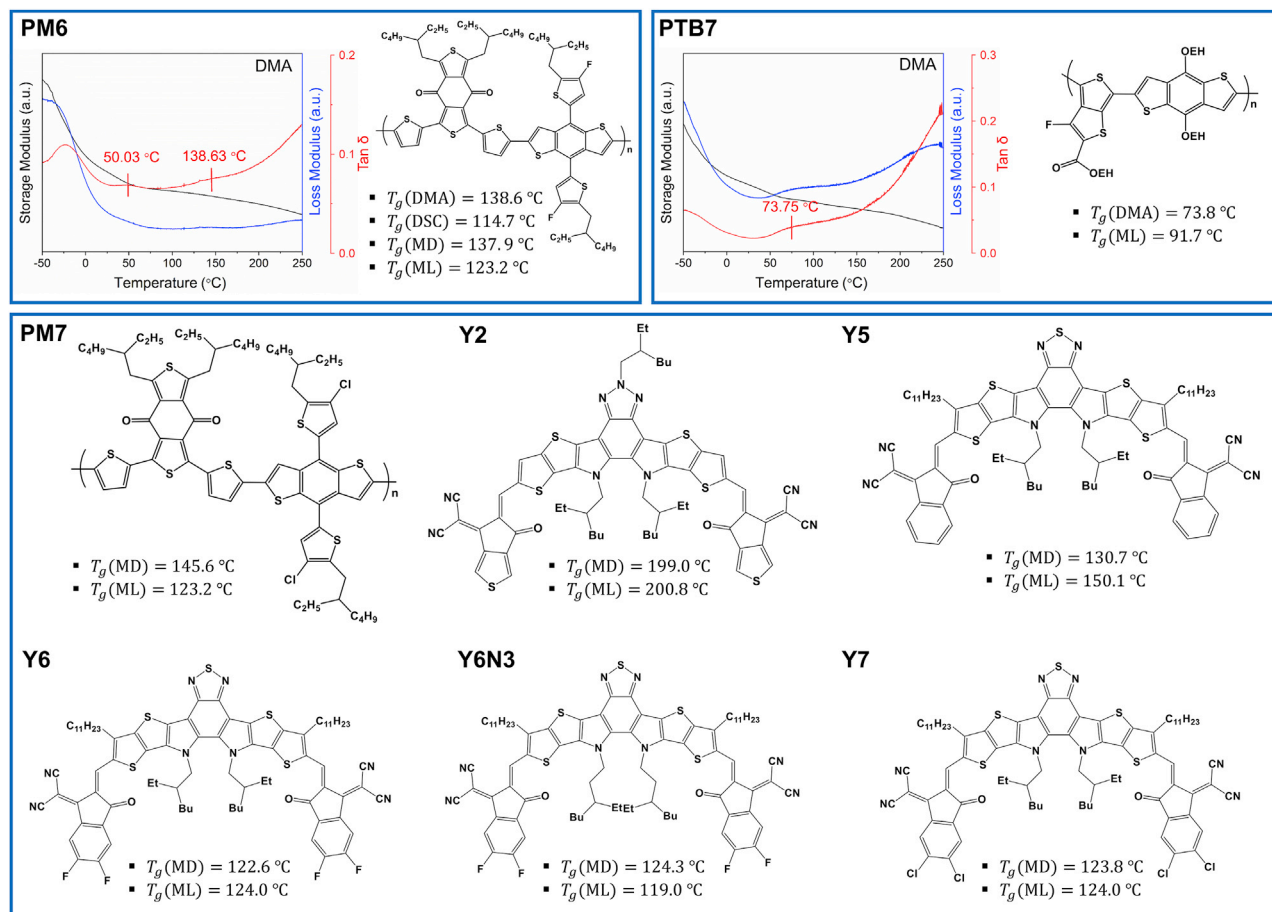 PM6
DMA
Storage Modulus (a.u.)
Loss Modulus (a.u.)
Tan δ
0.2
0.1
0.0
50.03 °C
138.63 °C
-50 0 50 100 150 200 250
Temperature (°C)
C₂H₅ C₂H₅
C₄H₉ C₄H₉
C₂H₅
C₄H₉
S
F
S
O O
S S S S S
n
S
F
C₂H₅ C₄H₉
▪ Tg(DMA) = 138.6 °C
▪ Tg(DSC) = 114.7 °C
▪ Tg(MD) = 137.9 °C
▪ Tg(ML) = 123.2 °C
PTB7
DMA
Storage Modulus (a.u.)
Loss Modulus (a.u.)
Tan δ
0.3
0.2
0.1
0.0
73.75 °C
-50 0 50 100 150 200 250
Temperature (°C)
OEH
S S
S
n
F
S
OEH
O
OEH
▪ Tg(DMA) = 73.8 °C
▪ Tg(ML) = 91.7 °C
PM7
C₄H₉ C₂H₅ C₂H₅ C₄H₉
C₂H₅
C₄H₉
S
Cl
S
O O
S S S S S
n
S
Cl
C₂H₅ C₄H₉
▪ Tg(MD) = 145.6 °C
▪ Tg(ML) = 123.2 °C
Y2
Et
Bu
N
N N
S S
S N N S
Et Et
Bu Bu
NC CN
NC CN
O O
S S
▪ Tg(MD) = 199.0 °C
▪ Tg(ML) = 200.8 °C
Y5
S
N N
S S
C₁₁H₂₃ C₁₁H₂₃
S N N S
Et Et
Bu Bu
NC CN
NC CN
O O
▪ Tg(MD) = 130.7 °C
▪ Tg(ML) = 150.1 °C
Y6
S
N N
S S
C₁₁H₂₃ C₁₁H₂₃
S N N S
Et Et
Bu Bu
NC CN
NC CN
O O
F F F F
▪ Tg(MD) = 122.6 °C
▪ Tg(ML) = 124.0 °C
Y6N3
S
N N
S S
C₁₁H₂₃ C₁₁H₂₃
S N N S
Bu Et Et Bu
NC CN
NC CN
O O
F F F F
▪ Tg(MD) = 124.3 °C
▪ Tg(ML) = 119.0 °C
Y7
S
N N
S S
C₁₁H₂₃ C₁₁H₂₃
S N N S
Et Et
Bu Bu
NC CN
NC CN
O O
Cl Cl Cl Cl
▪ Tg(MD) = 123.8 °C
▪ Tg(ML) = 124.0 °C